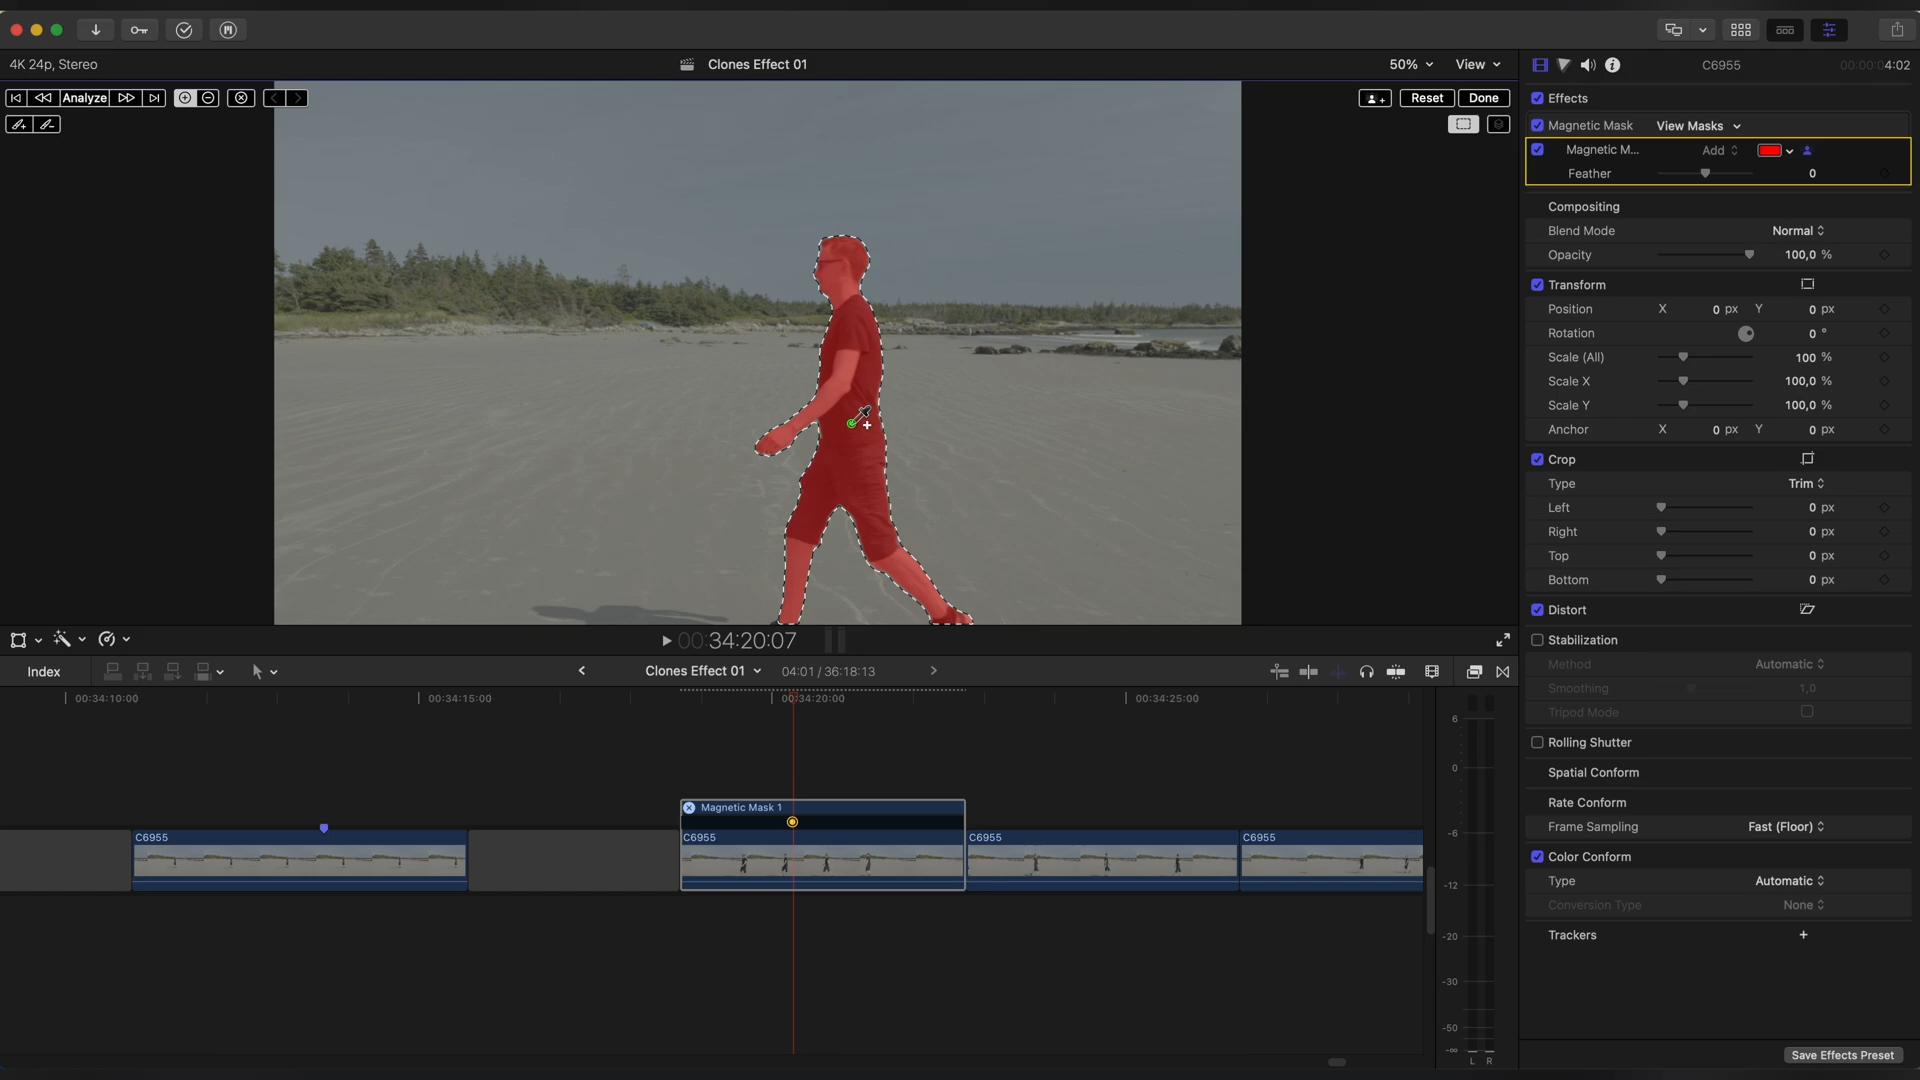 4K 24p, Stereo
Clones Effect 01
50%
View
C6955
00:00:04:02
Analyze
Reset
Done
Effects
Magnetic Mask
View Masks
Magnetic M...
Add
Feather
0
Compositing
Blend Mode
Normal
Opacity
100,0 %
Transform
Position
X
0 px
Y
0 px
Rotation
0 °
Scale (All)
100 %
Scale X
100,0 %
Scale Y
100,0 %
Anchor
X
0 px
Y
0 px
Crop
Type
Trim
Left
0 px
Right
0 px
Top
0 px
Bottom
0 px
Distort
Stabilization
Method
Automatic
Smoothing
1,0
Tripod Mode
Rolling Shutter
Spatial Conform
Rate Conform
Frame Sampling
Fast (Floor)
Color Conform
Type
Automatic
Conversion Type
None
Trackers
Save Effects Preset
00:34:20:07
Index
Clones Effect 01
04:01 / 36:18:13
00:34:10:00
00:34:15:00
00:34:20:00
00:34:25:00
Magnetic Mask 1
C6955
C6955
C6955
C6955
6
0
-6
-12
-20
-30
-50
-∞
L
R